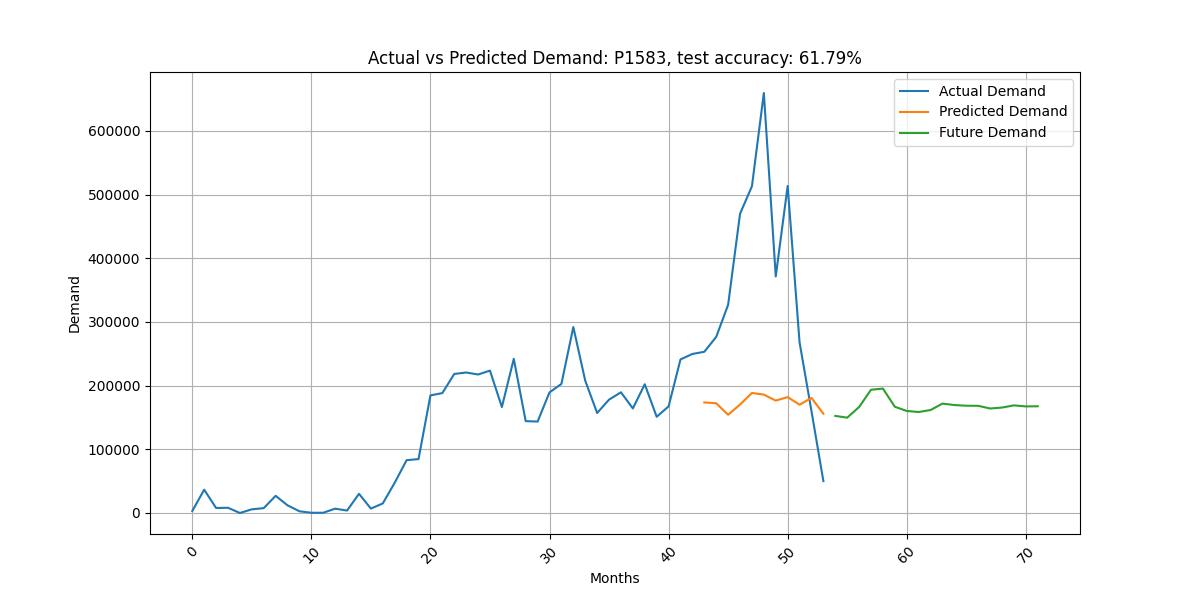 Actual vs Predicted Demand: P1583, test accuracy: 61.79%
Actual Demand
Predicted Demand
Future Demand
Demand
600000
500000
400000
300000
200000
100000
0
0 10 20 30 40 50 60 70
Months